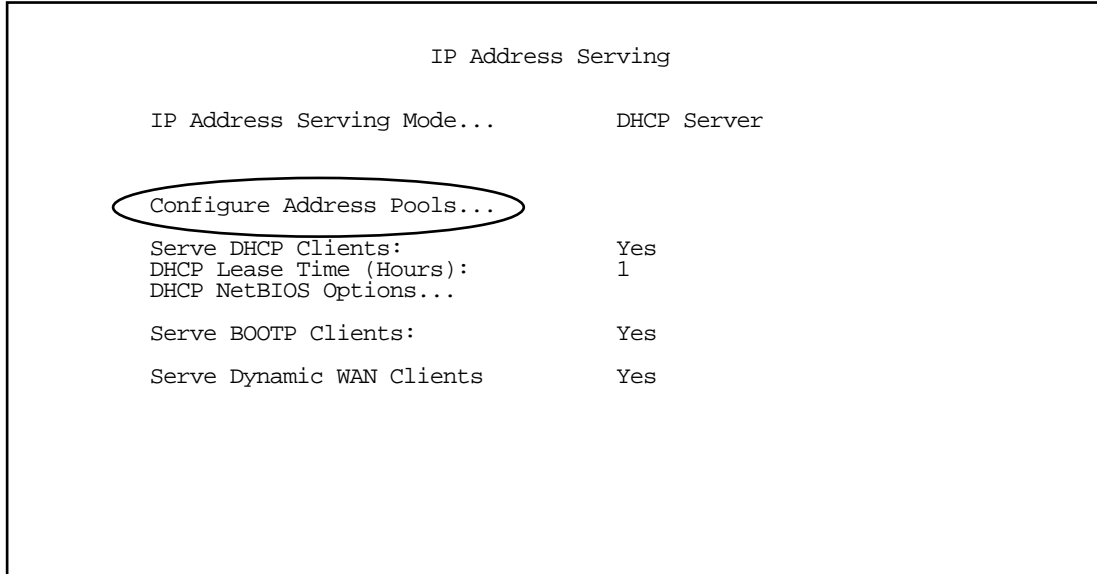 IP Address Serving
IP Address Serving Mode... DHCP Server
Configure Address Pools...
Serve DHCP Clients: Yes
DHCP Lease Time (Hours): 1
DHCP NetBIOS Options...
Serve BOOTP Clients: Yes
Serve Dynamic WAN Clients Yes